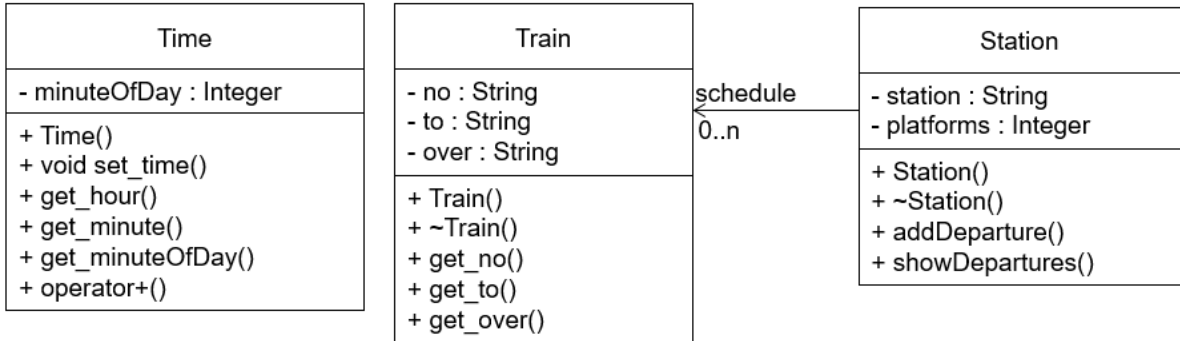 Time
- minuteOfDay : Integer
+ Time()
+ void set_time()
+ get_hour()
+ get_minute()
+ get_minuteOfDay()
+ operator+()
Train
- no : String
- to : String
- over : String
+ Train()
+ ~Train()
+ get_no()
+ get_to()
+ get_over()
schedule
0..n
Station
- station : String
- platforms : Integer
+ Station()
+ ~Station()
+ addDeparture()
+ showDepartures()